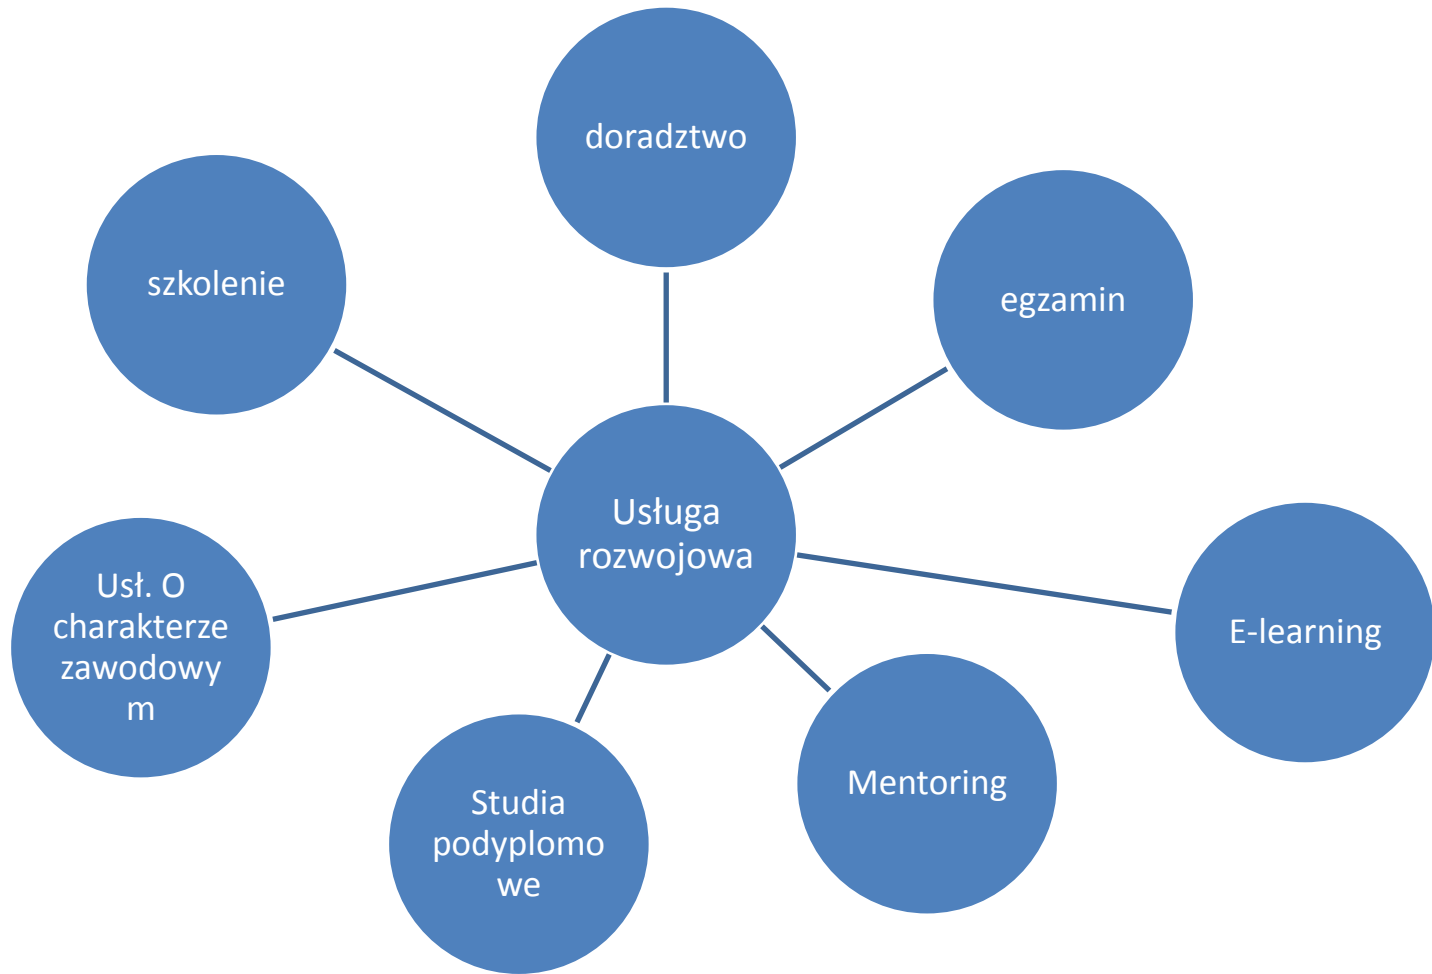 doradztwo
szkolenie
egzamin
Usługa
rozwojowa
Usł. O
charakterze
zawodowy
m
E-learning
Mentoring
Studia
podyplomo
we